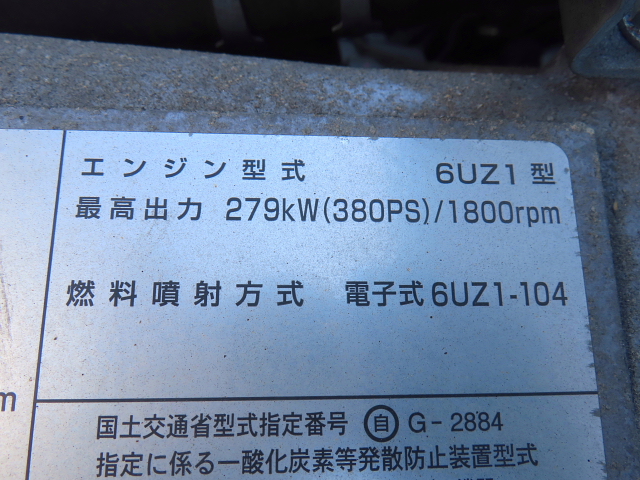 エンジン型式 6UZ1型
最高出力 279kW(380PS)/1800rpm
燃料噴射方式 電子式6UZ1-104
m
国土交通省型式指定番号 自 G-2884
指定に係る一酸化炭素等発散防止装置型式